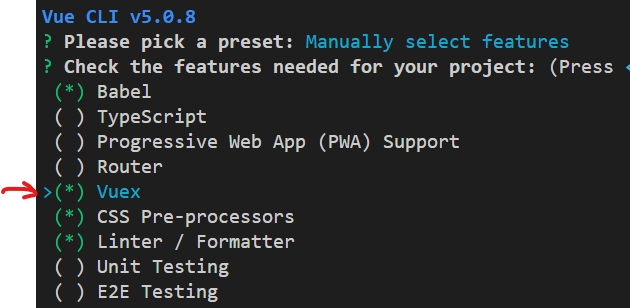 Vue CLI v5.0.8
? Please pick a preset: Manually select features
? Check the features needed for your project: (Press <
(*) Babel
( ) TypeScript
( ) Progressive Web App (PWA) Support
( ) Router
>(*) Vuex
(*) CSS Pre-processors
(*) Linter / Formatter
( ) Unit Testing
( ) E2E Testing